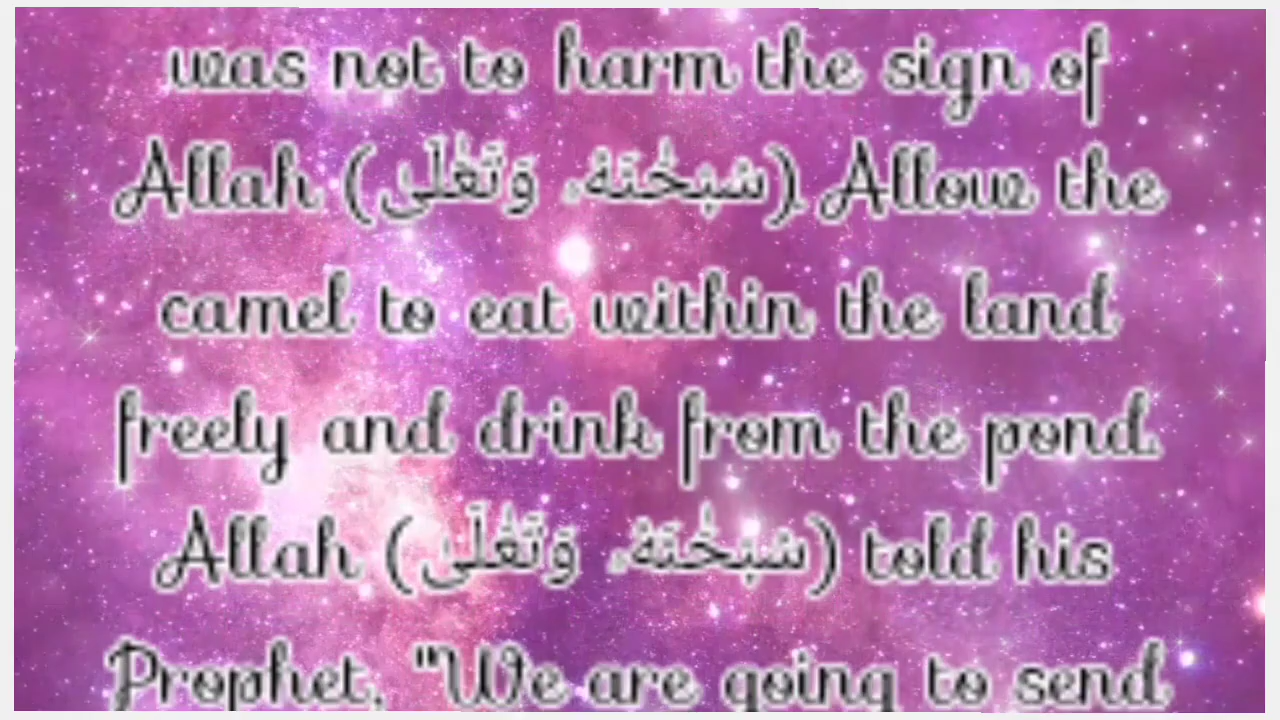 was not to harm the sign of
Allah (سُبْحَٰنَهُۥ وَتَعَٰلَىٰ). Allow the
camel to eat within the land
freely and drink from the pond.
Allah (سُبْحَٰنَهُۥ وَتَعَٰلَىٰ) told his
Prophet, "We are going to send